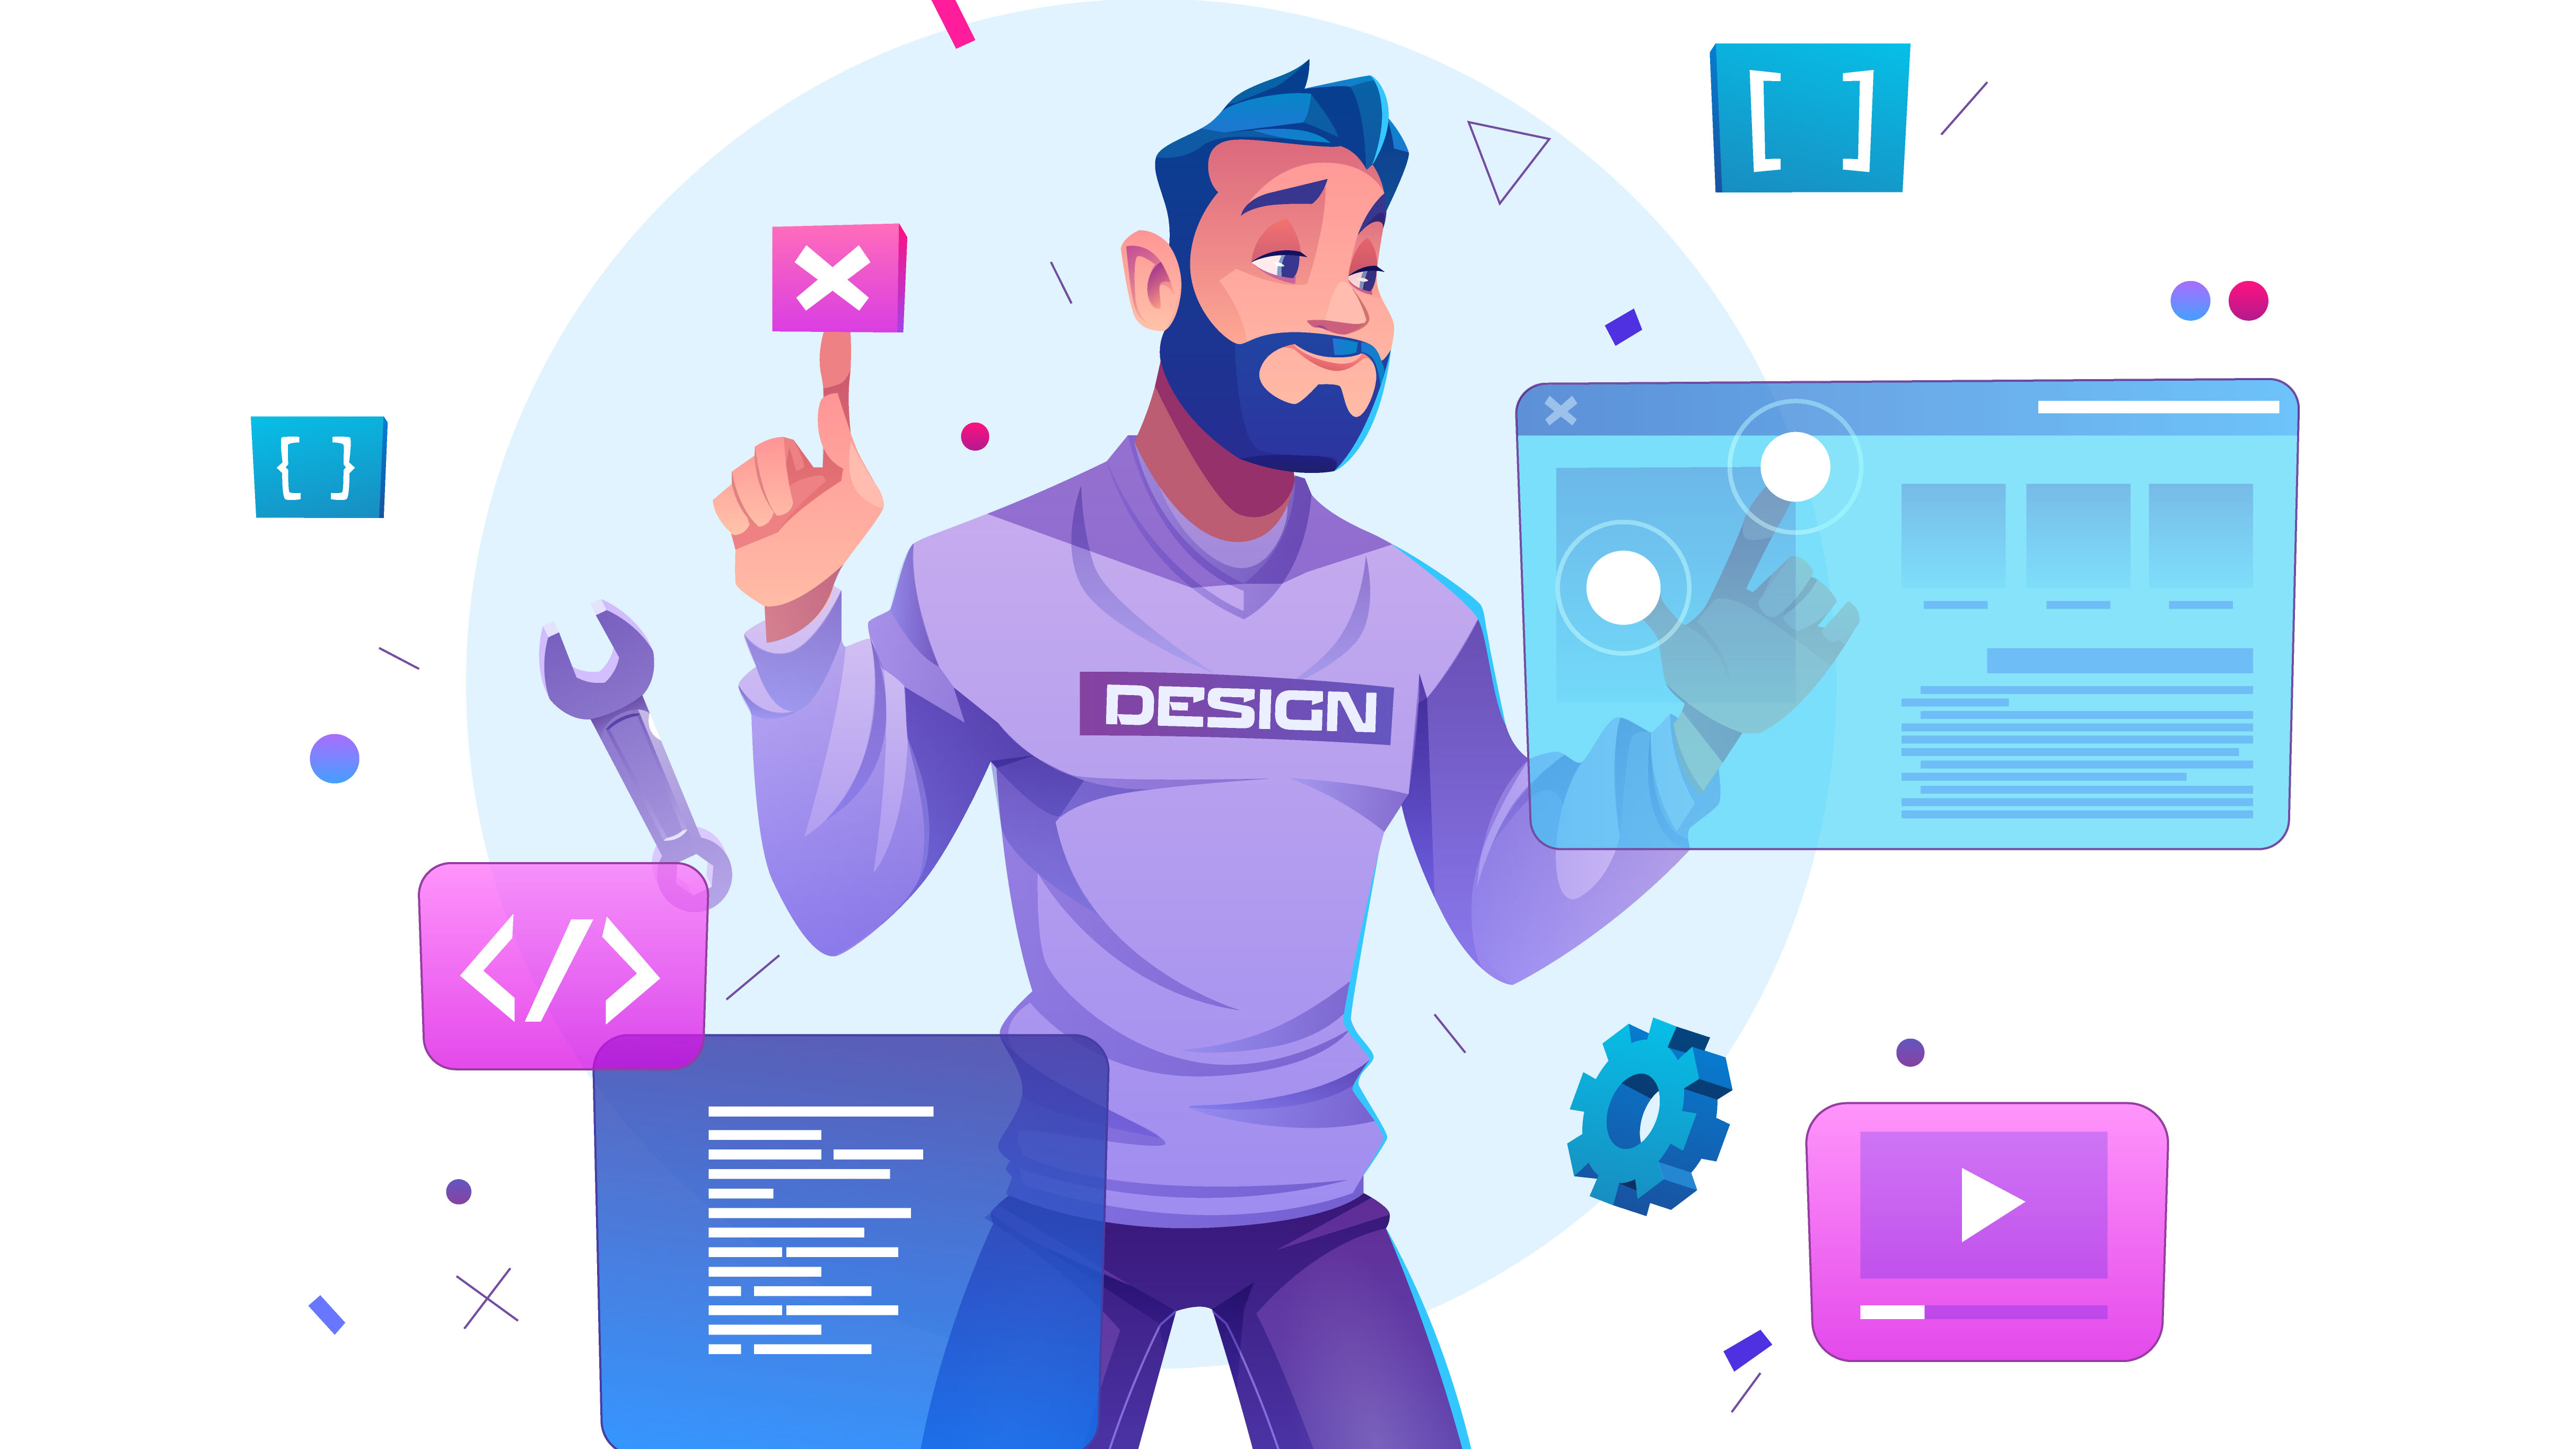 [ ]
{ }
DESIGN
</>